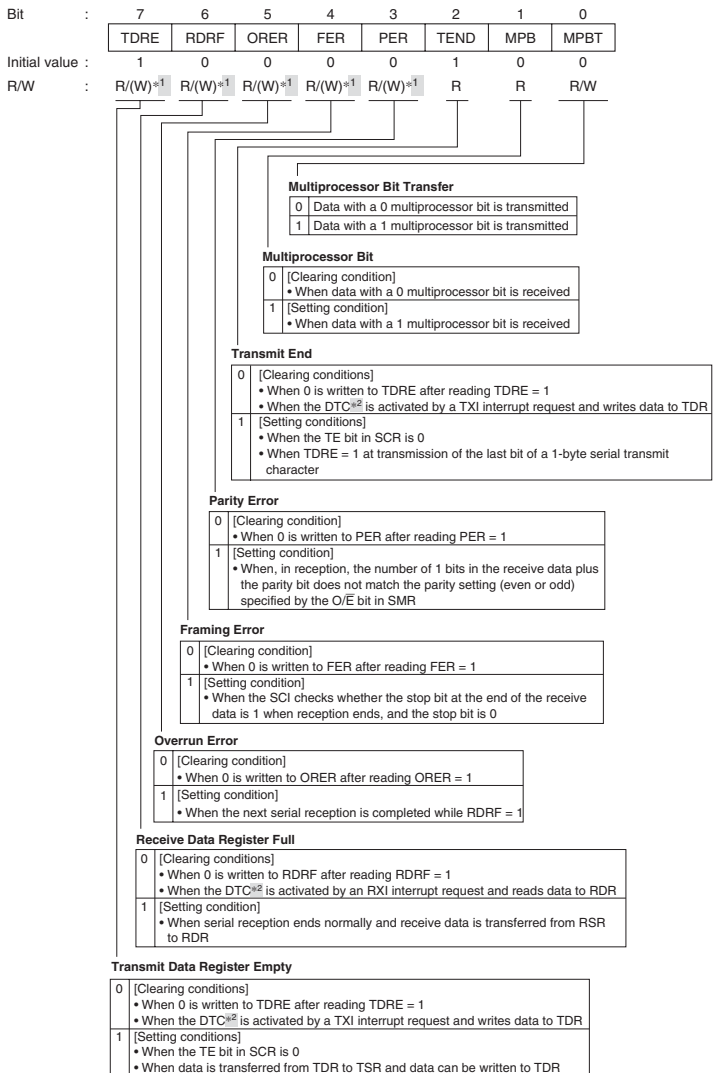 Bit : 7 6 5 4 3 2 1 0
TDRE RDRF ORER FER PER TEND MPB MPBT
Initial value : 1 0 0 0 0 1 0 0
R/W : R/(W)*1 R/(W)*1 R/(W)*1 R/(W)*1 R/(W)*1 R R R/W
Multiprocessor Bit Transfer
0 Data with a 0 multiprocessor bit is transmitted
1 Data with a 1 multiprocessor bit is transmitted
Multiprocessor Bit
0 [Clearing condition]
• When data with a 0 multiprocessor bit is received
1 [Setting condition]
• When data with a 1 multiprocessor bit is received
Transmit End
0 [Clearing conditions]
• When 0 is written to TDRE after reading TDRE = 1
• When the DTC*2 is activated by a TXI interrupt request and writes data to TDR
1 [Setting conditions]
• When the TE bit in SCR is 0
• When TDRE = 1 at transmission of the last bit of a 1-byte serial transmit
character
Parity Error
0 [Clearing condition]
• When 0 is written to PER after reading PER = 1
1 [Setting condition]
• When, in reception, the number of 1 bits in the receive data plus
the parity bit does not match the parity setting (even or odd)
specified by the O/E̅ bit in SMR
Framing Error
0 [Clearing condition]
• When 0 is written to FER after reading FER = 1
1 [Setting condition]
• When the SCI checks whether the stop bit at the end of the receive
data is 1 when reception ends, and the stop bit is 0
Overrun Error
0 [Clearing condition]
• When 0 is written to ORER after reading ORER = 1
1 [Setting condition]
• When the next serial reception is completed while RDRF = 1
Receive Data Register Full
0 [Clearing conditions]
• When 0 is written to RDRF after reading RDRF = 1
• When the DTC*2 is activated by an RXI interrupt request and reads data to RDR
1 [Setting condition]
• When serial reception ends normally and receive data is transferred from RSR
to RDR
Transmit Data Register Empty
0 [Clearing conditions]
• When 0 is written to TDRE after reading TDRE = 1
• When the DTC*2 is activated by a TXI interrupt request and writes data to TDR
1 [Setting conditions]
• When the TE bit in SCR is 0
• When data is transferred from TDR to TSR and data can be written to TDR